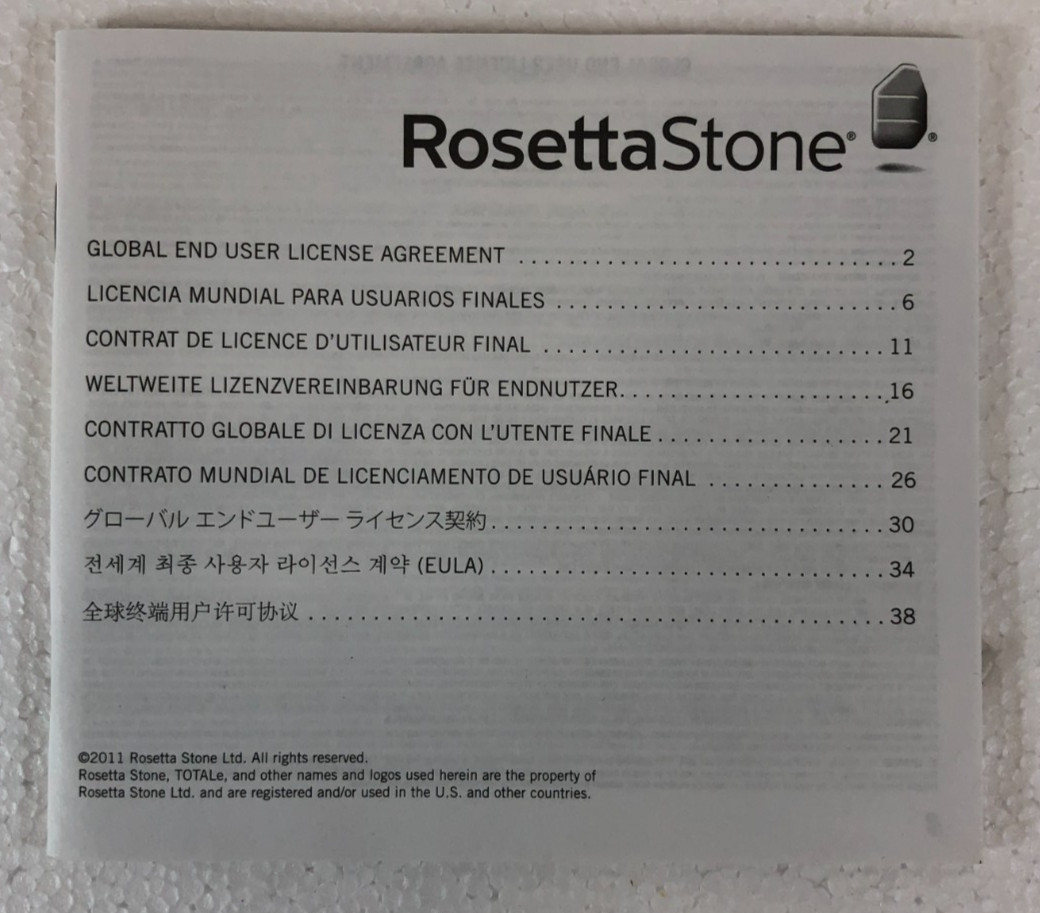 RosettaStone® ®
GLOBAL END USER LICENSE AGREEMENT .............................. 2
LICENCIA MUNDIAL PARA USUARIOS FINALES ........................... 6
CONTRAT DE LICENCE D'UTILISATEUR FINAL ........................... 11
WELTWEITE LIZENZVEREINBARUNG FÜR ENDNUTZER..................... 16
CONTRATTO GLOBALE DI LICENZA CON L'UTENTE FINALE.................. 21
CONTRATO MUNDIAL DE LICENCIAMENTO DE USUÁRIO FINAL .............. 26
グローバル エンドユーザー ライセンス契約............................... 30
전세계 최종 사용자 라이선스 계약 (EULA)............................... 34
全球终端用户许可协议 ............................................. 38
©2011 Rosetta Stone Ltd. All rights reserved.
Rosetta Stone, TOTALe, and other names and logos used herein are the property of
Rosetta Stone Ltd. and are registered and/or used in the U.S. and other countries.